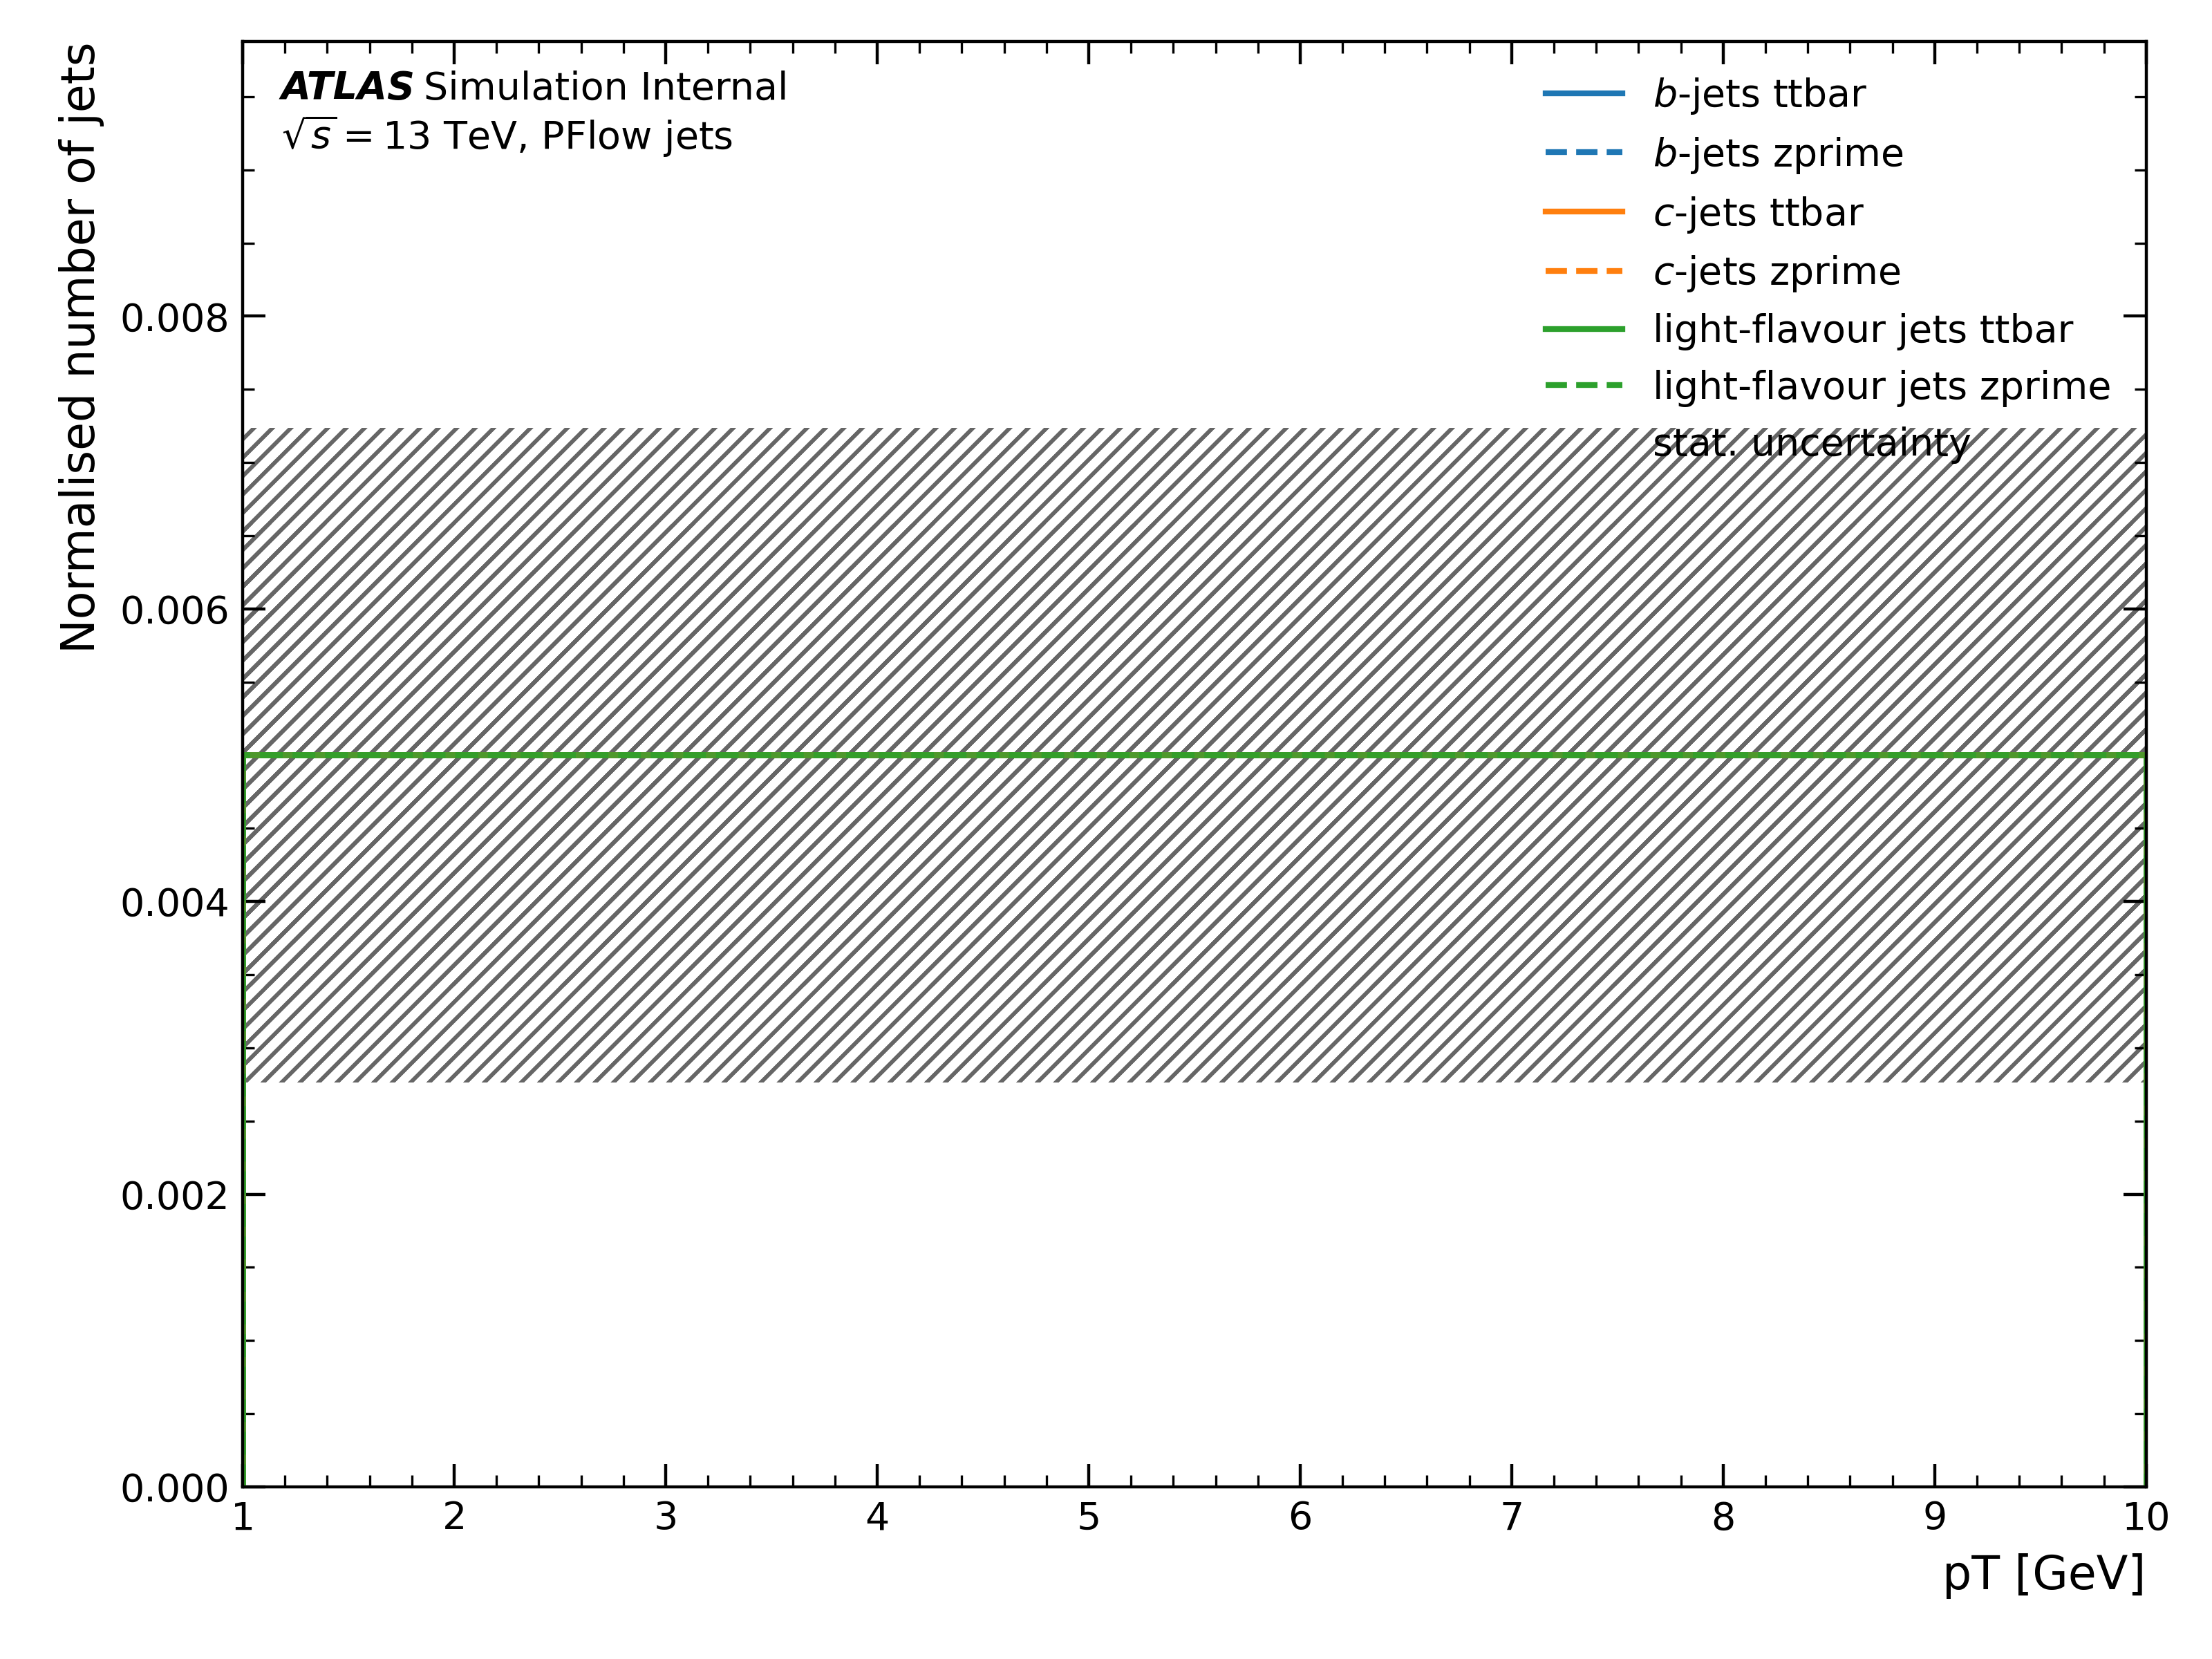 Normalised number of jets
ATLAS Simulation Internal
√s = 13 TeV, PFlow jets
b-jets ttbar
b-jets zprime
c-jets ttbar
c-jets zprime
light-flavour jets ttbar
light-flavour jets zprime
stat. uncertainty
0.008
0.006
0.004
0.002
0.000
1 2 3 4 5 6 7 8 9 10
pT [GeV]